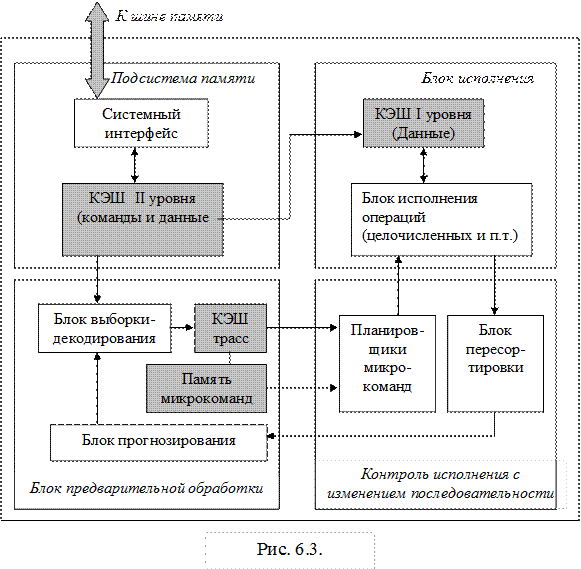 К шине памяти
Подсистема памяти
Блок исполнения
Системный
интерфейс
КЭШ I уровня
(Данные)
КЭШ II уровня
(команды и данные
Блок исполнения
операций
(целочисленных и п.т.)
Блок выборки-
декодирования
КЭШ
трасс
Планиров-
щики
микро-
команд
Блок
пересор-
тировки
Память
микрокоманд
Блок прогнозирования
Блок предварительной обработки
Контроль исполнения с
изменением последовательности
Рис. 6.3.